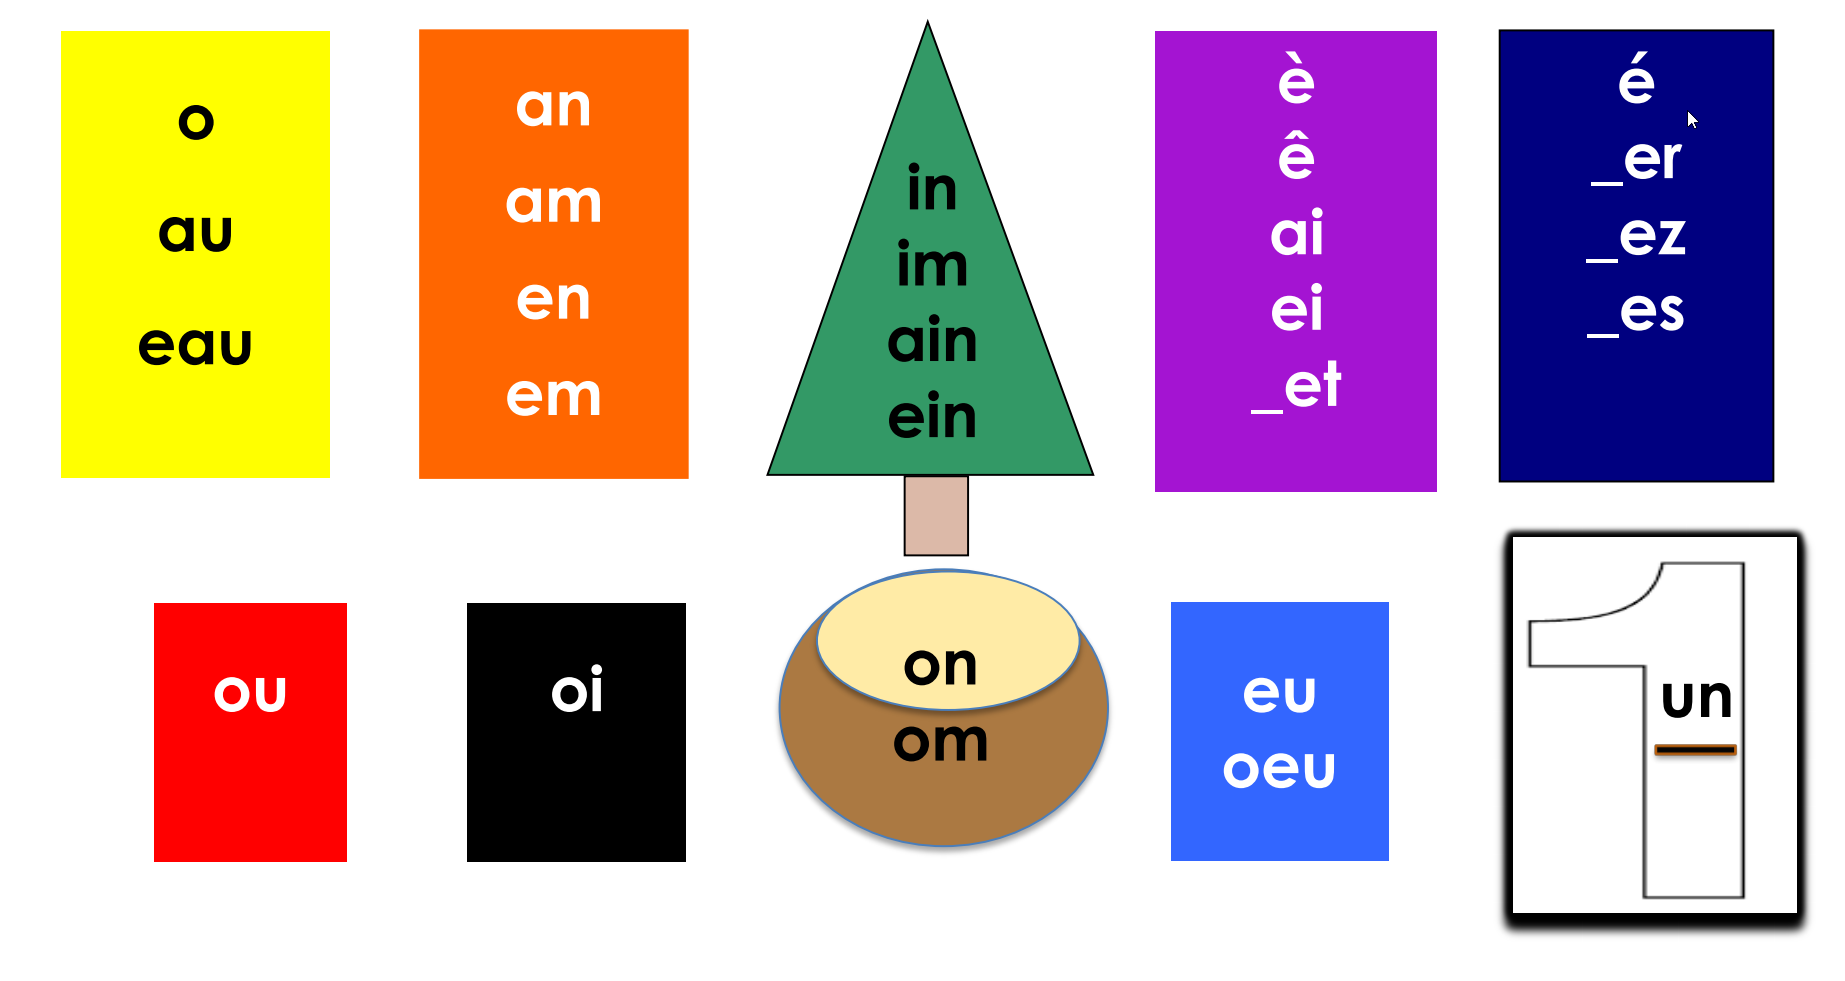 o
au
eau
an
am
en
em
in
im
ain
ein
è
ê
ai
ei
_et
é
_er
_ez
_es
ou
oi
on
om
eu
oeu
un